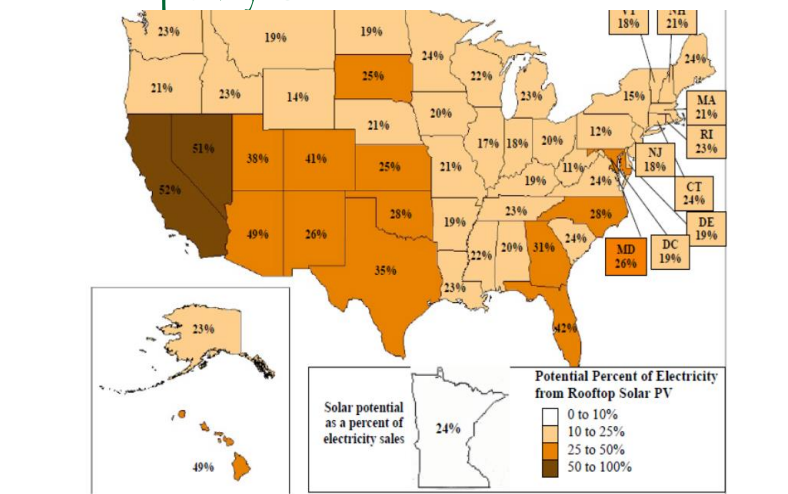 VT
18%
NH
21%
23%
19%
19%
24%
22%
24%
21%
23%
14%
25%
23%
15%
MA
21%
20%
21%
17%
18%
20%
12%
RI
23%
51%
38%
41%
25%
21%
19%
11%
24%
NJ
18%
52%
CT
24%
49%
26%
28%
19%
23%
28%
DE
19%
35%
22%
20%
31%
24%
MD
26%
DC
19%
23%
42%
23%
49%
Solar potential
as a percent of
electricity sales
24%
Potential Percent of Electricity
from Rooftop Solar PV
0 to 10%
10 to 25%
25 to 50%
50 to 100%